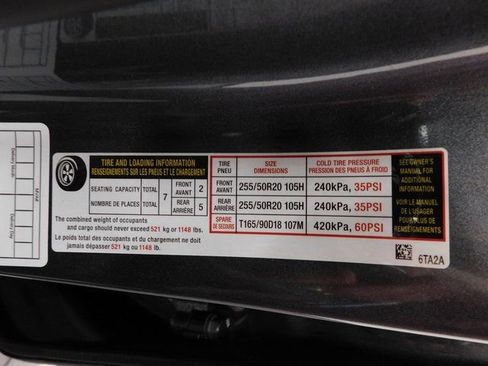 TIRE AND LOADING INFORMATION
RENSEIGNEMENTS SUR LES PNEUS ET LE CHARGEMENT
SEATING CAPACITY TOTAL 7 FRONT AVANT 2
NOMBRE DE PLACES TOTAL REAR ARRIÈRE 5
The combined weight of occupants
and cargo should never exceed 521 kg or 1148 lbs.
Le poids total des occupants et du chargement ne doit
jamais dépasser 521 kg ou 1148 lb.
TIRE PNEU SIZE DIMENSIONS COLD TIRE PRESSURE PRESSION DES PNEUS À FROID
FRONT AVANT 255/50R20 105H 240kPa, 35PSI
REAR ARRIÈRE 255/50R20 105H 240kPa, 35PSI
SPARE DE SECOURS T165/90D18 107M 420kPa, 60PSI
SEE OWNER'S
MANUAL FOR
ADDITIONAL
INFORMATION
VOIR LE MANUEL
DE L'USAGER
POUR PLUS DE
RENSEIGNEMENTS
6TA2A